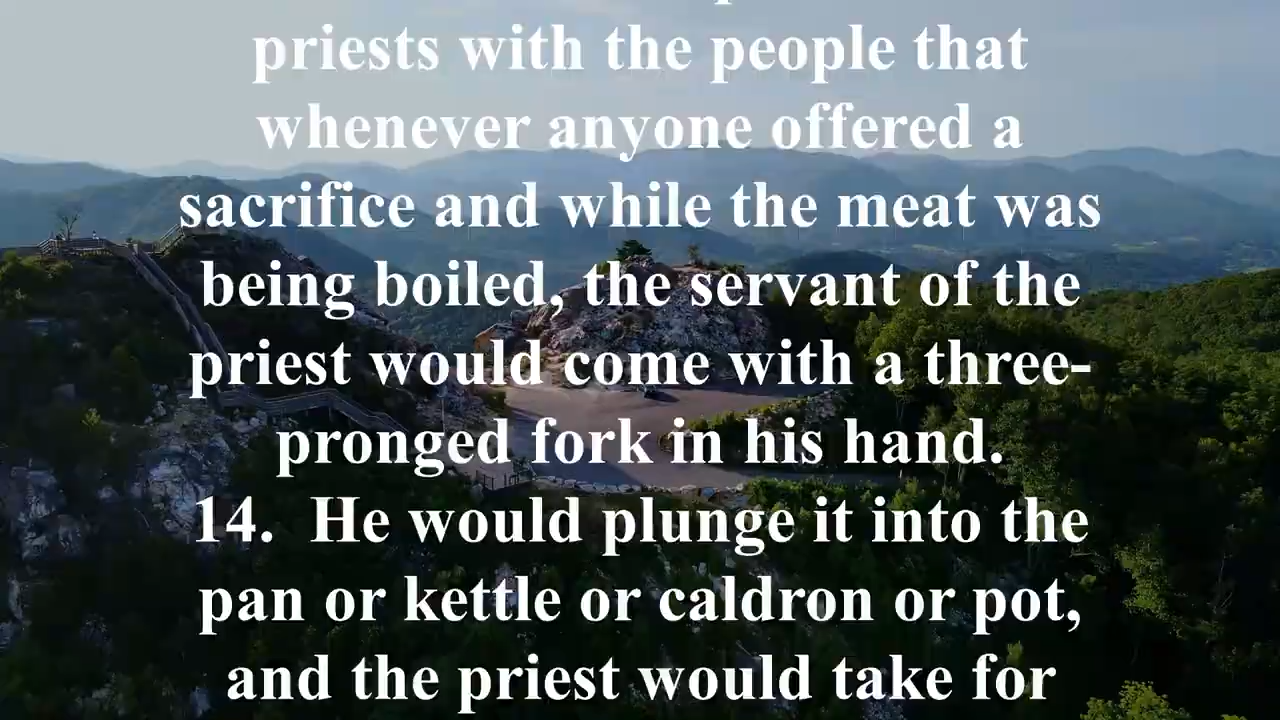 priests with the people that
whenever anyone offered a
sacrifice and while the meat was
being boiled, the servant of the
priest would come with a three-
pronged fork in his hand.
14.  He would plunge it into the
pan or kettle or caldron or pot,
and the priest would take for